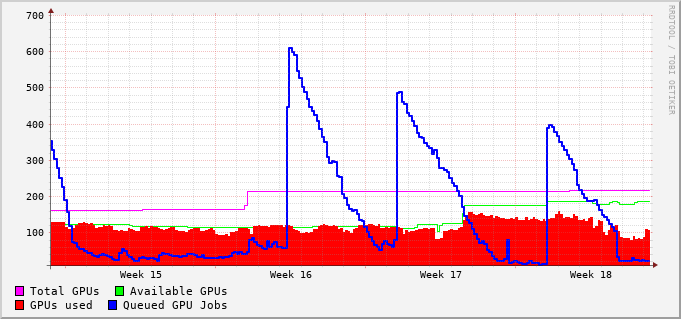 700
600
500
400
300
200
100
Week 15 Week 16 Week 17 Week 18
Total GPUs Available GPUs
GPUs used Queued GPU Jobs
RRDTOOL / TOBI OETIKER